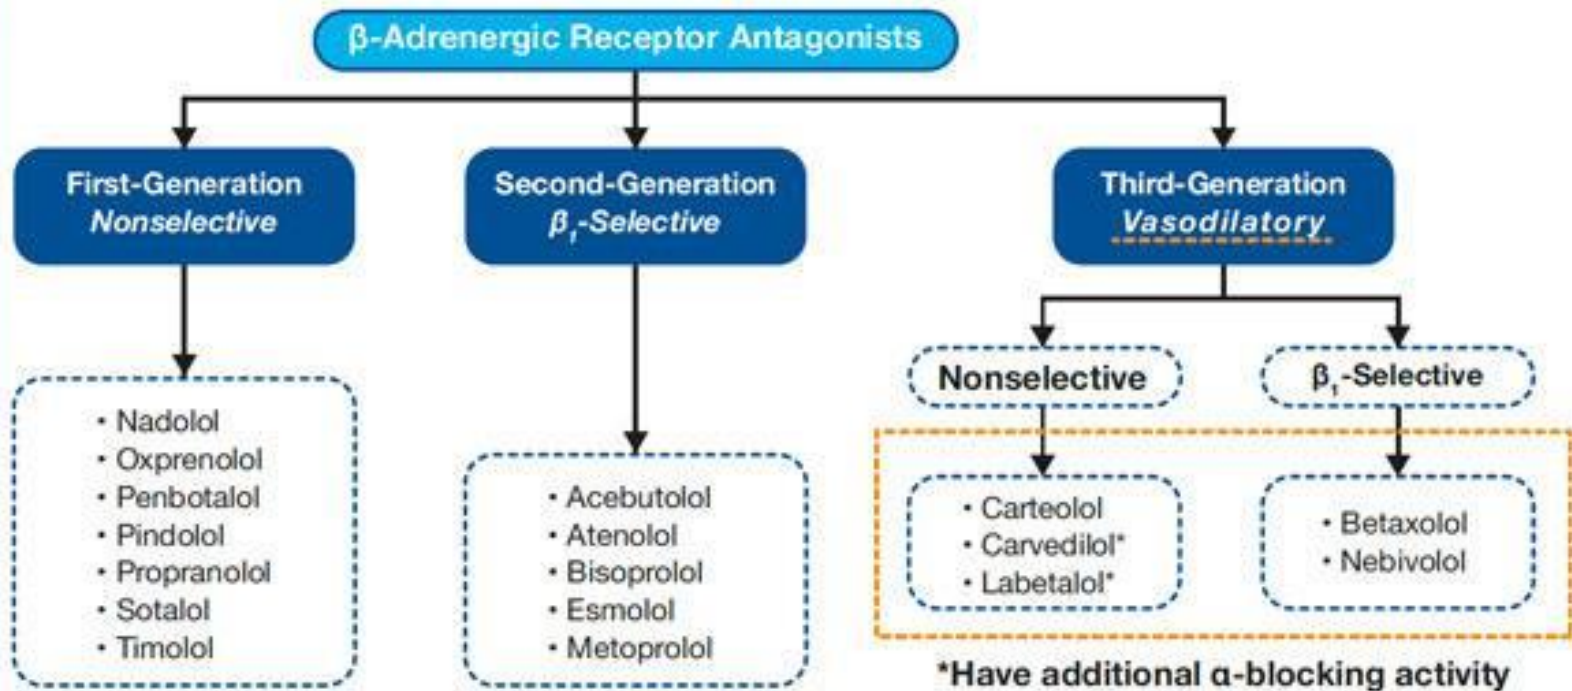 β-Adrenergic Receptor Antagonists
First-Generation
Nonselective
Second-Generation
β₁-Selective
Third-Generation
Vasodilatory
• Nadolol
• Oxprenolol
• Penbotalol
• Pindolol
• Propranolol
• Sotalol
• Timolol
• Acebutolol
• Atenolol
• Bisoprolol
• Esmolol
• Metoprolol
Nonselective
β₁-Selective
• Carteolol
• Carvedilol*
• Labetalol*
• Betaxolol
• Nebivolol
*Have additional α-blocking activity